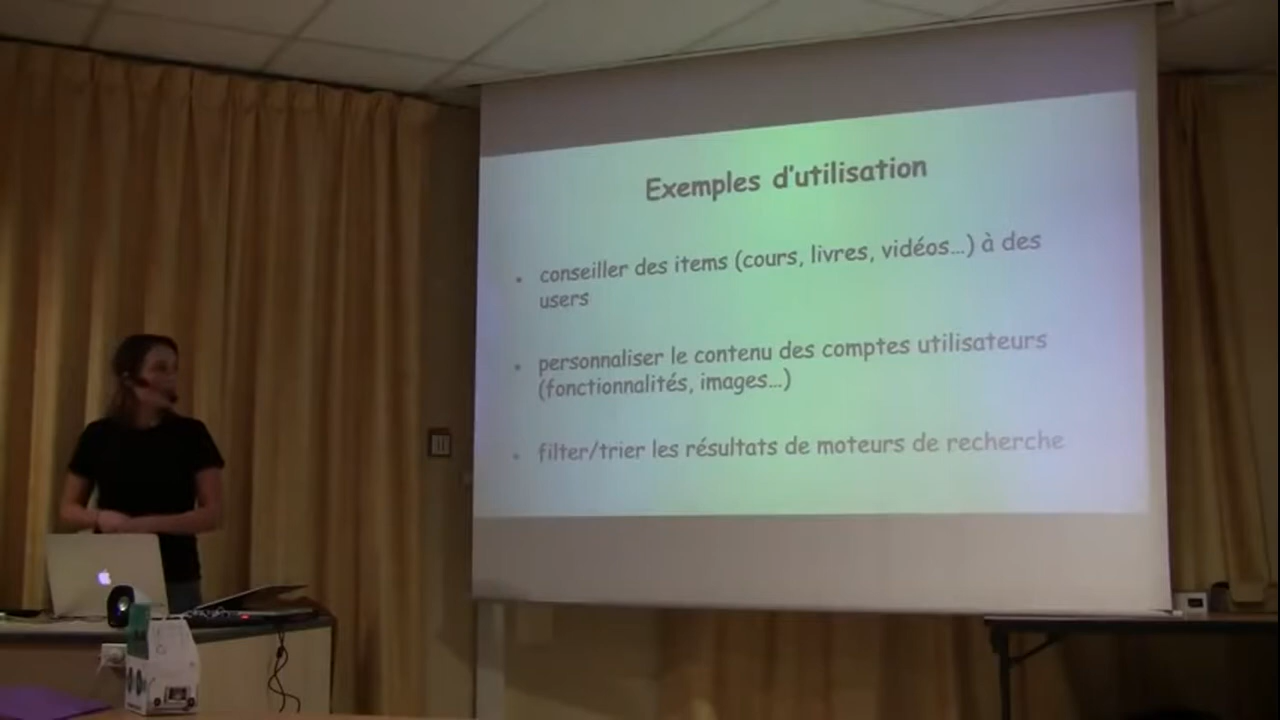 Exemples d'utilisation
• conseiller des items (cours, livres, vidéos...) à des
users
• personnaliser le contenu des comptes utilisateurs
(fonctionnalités, images...)
• filter/trier les résultats de moteurs de recherche